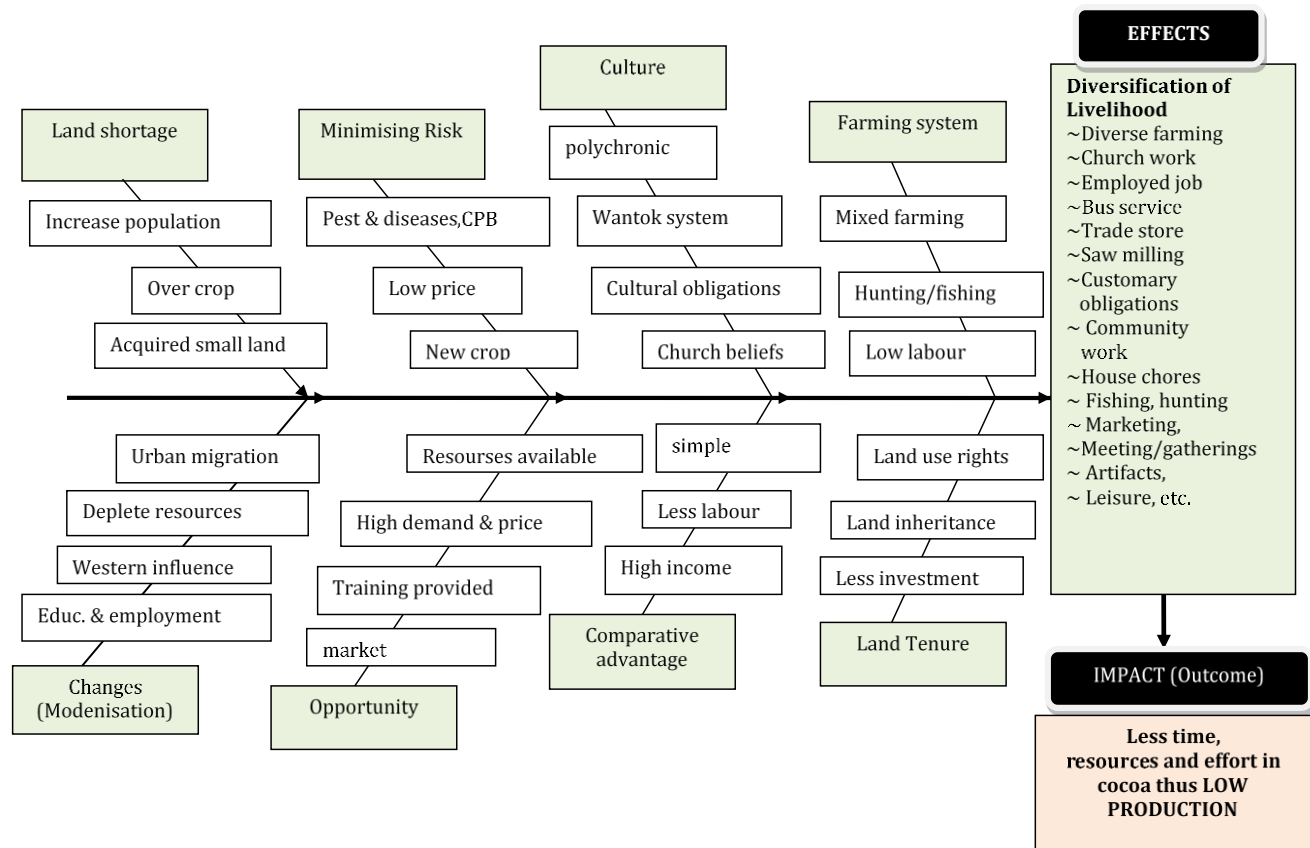 Land shortage
Increase population
Over crop
Acquired small land
Minimising Risk
Pest & diseases,CPB
Low price
New crop
Culture
polychronic
Wantok system
Cultural obligations
Church beliefs
Farming system
Mixed farming
Hunting/fishing
Low labour
Urban migration
Deplete resources
Western influence
Educ. & employment
Changes
(Modenisation)
Resourses available
High demand & price
Training provided
market
Opportunity
simple
Less labour
High income
Comparative
advantage
Land use rights
Land inheritance
Less investment
Land Tenure
EFFECTS
Diversification of
Livelihood
~Diverse farming
~Church work
~Employed job
~Bus service
~Trade store
~Saw milling
~Customary
obligations
~ Community
work
~House chores
~ Fishing, hunting
~ Marketing,
~Meeting/gatherings
~ Artifacts,
~ Leisure, etc.
IMPACT (Outcome)
Less time,
resources and effort in
cocoa thus LOW
PRODUCTION